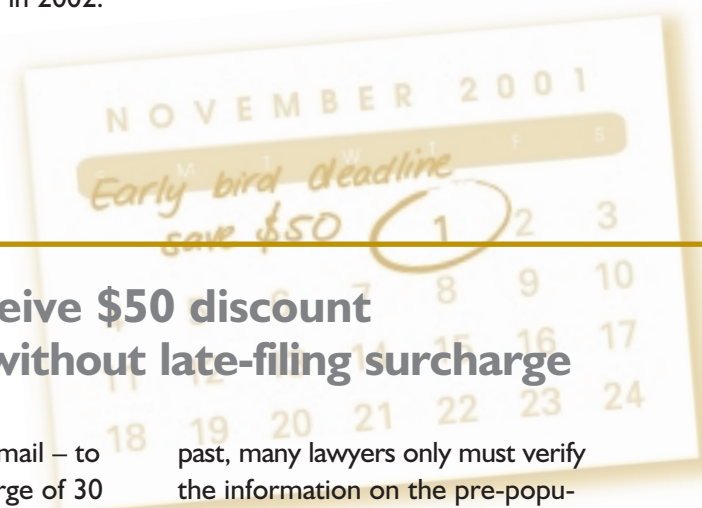 in 2002.
NOVEMBER 2001
S M T W T F S
Early bird deadline
save $50 1 2 3
7 8 9 10
eive $50 discount
without late-filing surcharge
11 12 14 15 16 17
18 19 20 21 22 23 24
mail – to
rge of 30
past, many lawyers only must verify
the information on the pre-popu-